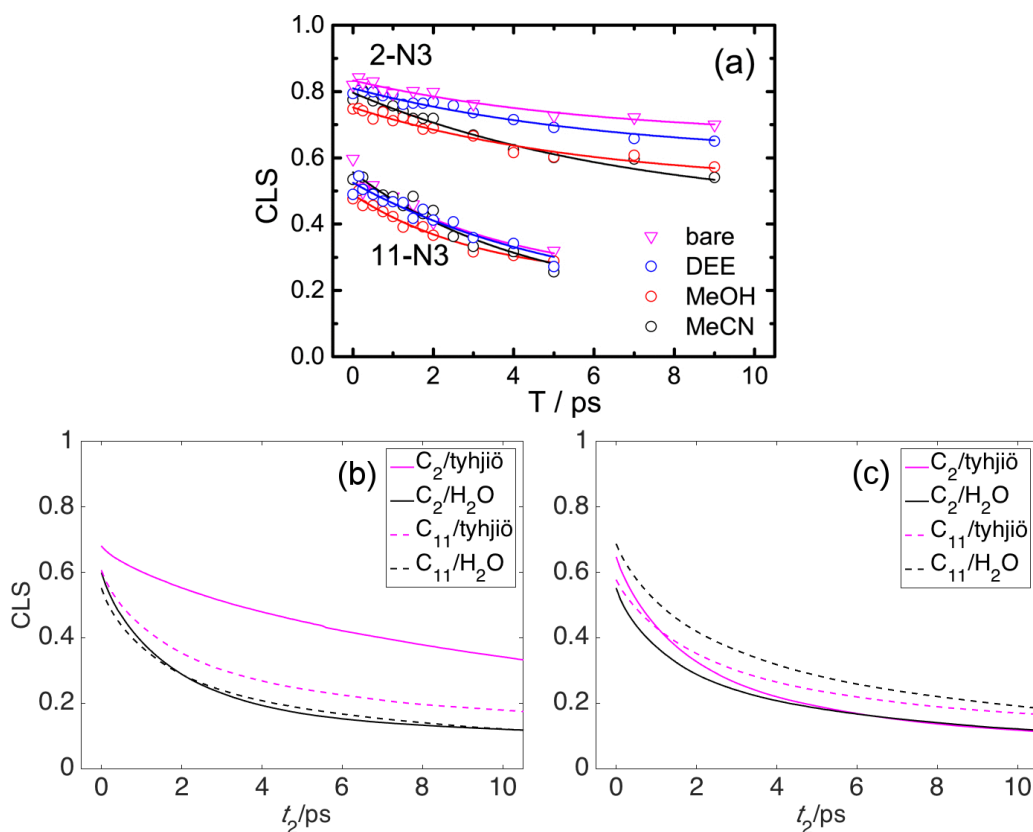 1.0
0.8
0.6
0.4
0.2
0.0
CLS
2-N3
(a)
11-N3
bare
DEE
MeOH
MeCN
0 2 4 6 8 10
T / ps
1
0.8
0.6
0.4
0.2
0
CLS
(b)
C₂/tyhjiö
C₂/H₂O
C₁₁/tyhjiö
C₁₁/H₂O
0 2 4 6 8 10
t₂/ps
1
0.8
0.6
0.4
0.2
0
(c)
C₂/tyhjiö
C₂/H₂O
C₁₁/tyhjiö
C₁₁/H₂O
0 2 4 6 8 10
t₂/ps